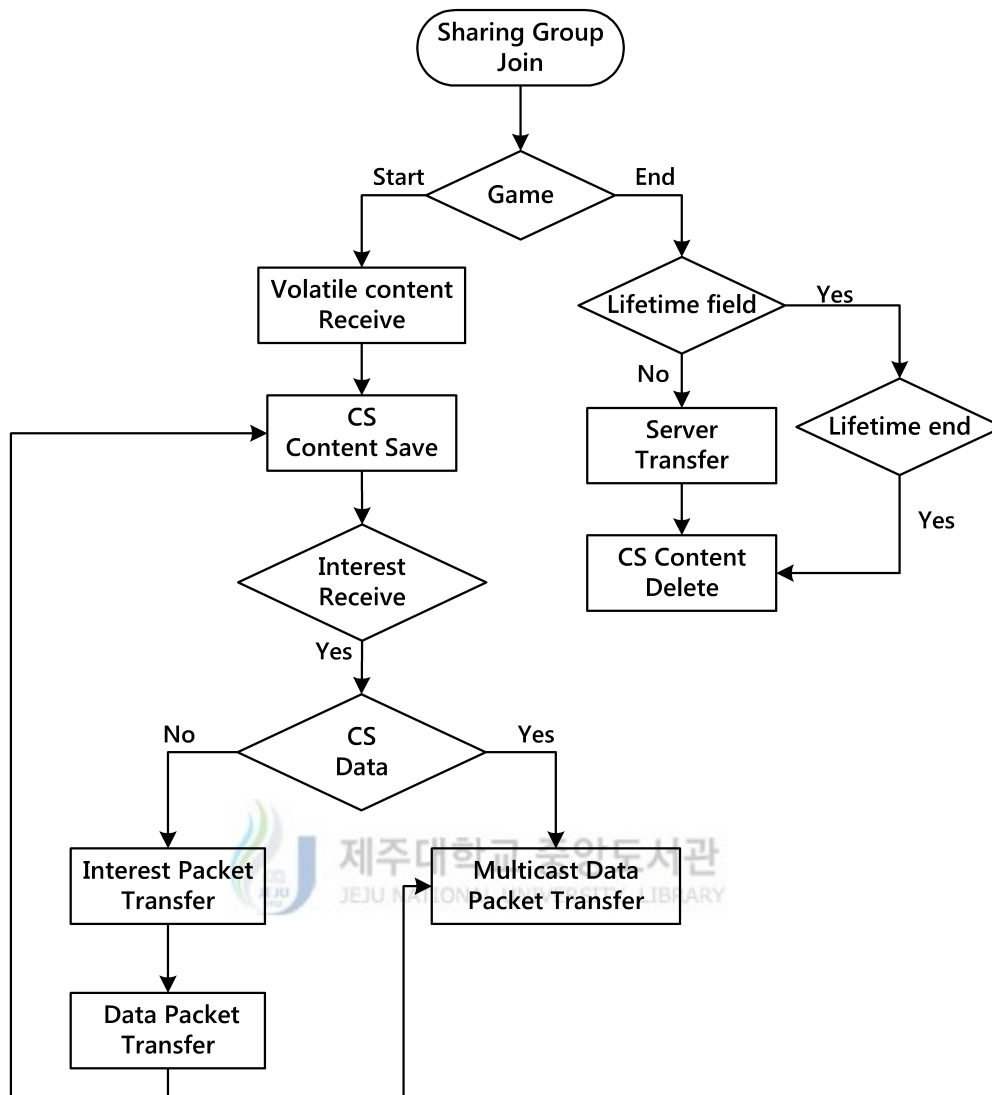 Sharing Group
Join
Game
Start
End
Volatile content
Receive
Lifetime field
Yes
No
CS
Content Save
Server
Transfer
Lifetime end
Yes
CS Content
Delete
Interest
Receive
Yes
CS
Data
No
Yes
Interest Packet
Transfer
Multicast Data
Packet Transfer
제주대학교 중앙도서관
JEJU NATIONAL UNIVERSITY LIBRARY
Data Packet
Transfer